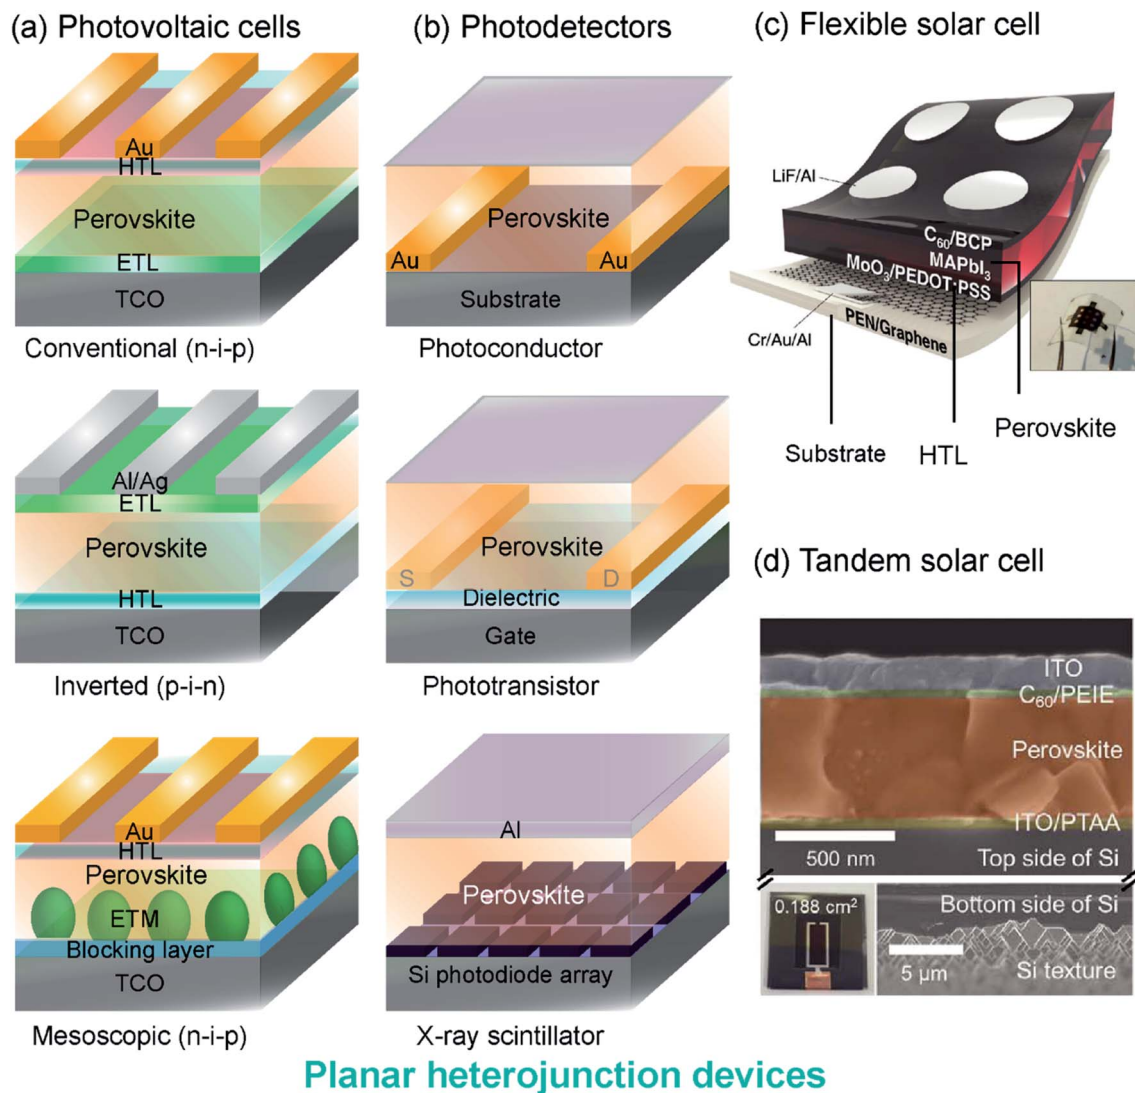 (a) Photovoltaic cells
Au
HTL
Perovskite
ETL
TCO
Conventional (n-i-p)
Al/Ag
ETL
Perovskite
HTL
TCO
Inverted (p-i-n)
Au
HTL
Perovskite
ETM
Blocking layer
TCO
Mesoscopic (n-i-p)
(b) Photodetectors
Perovskite
Au
Au
Substrate
Photoconductor
Perovskite
S
D
Dielectric
Gate
Phototransistor
Al
Perovskite
Si photodiode array
X-ray scintillator
(c) Flexible solar cell
LiF/Al
C₆₀/BCP
MAPbI₃
MoO₃/PEDOT:PSS
PEN/Graphene
Cr/Au/Al
Perovskite
Substrate
HTL
(d) Tandem solar cell
ITO
C₆₀/PEIE
Perovskite
ITO/PTAA
500 nm
Top side of Si
0.188 cm²
Bottom side of Si
5 µm
Si texture
Planar heterojunction devices